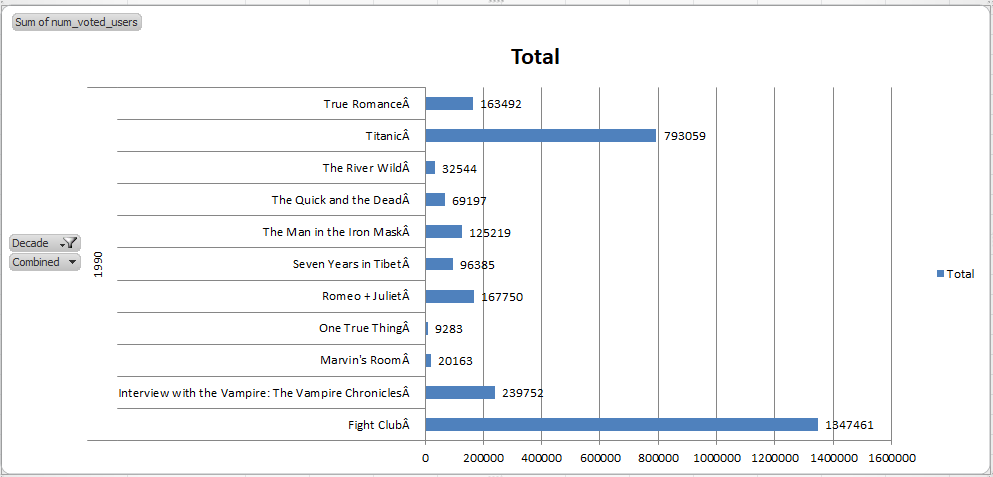 Sum of num_voted_users
Total
True RomanceÂ 163492
TitanicÂ 793059
The River WildÂ 32544
The Quick and the DeadÂ 69197
The Man in the Iron MaskÂ 125219
Decade
Combined
1990
Seven Years in TibetÂ 96385
Total
Romeo + JulietÂ 167750
One True ThingÂ 9283
Marvin's RoomÂ 20163
Interview with the Vampire: The Vampire ChroniclesÂ 239752
Fight ClubÂ 1347461
0 200000 400000 600000 800000 1000000 1200000 1400000 1600000